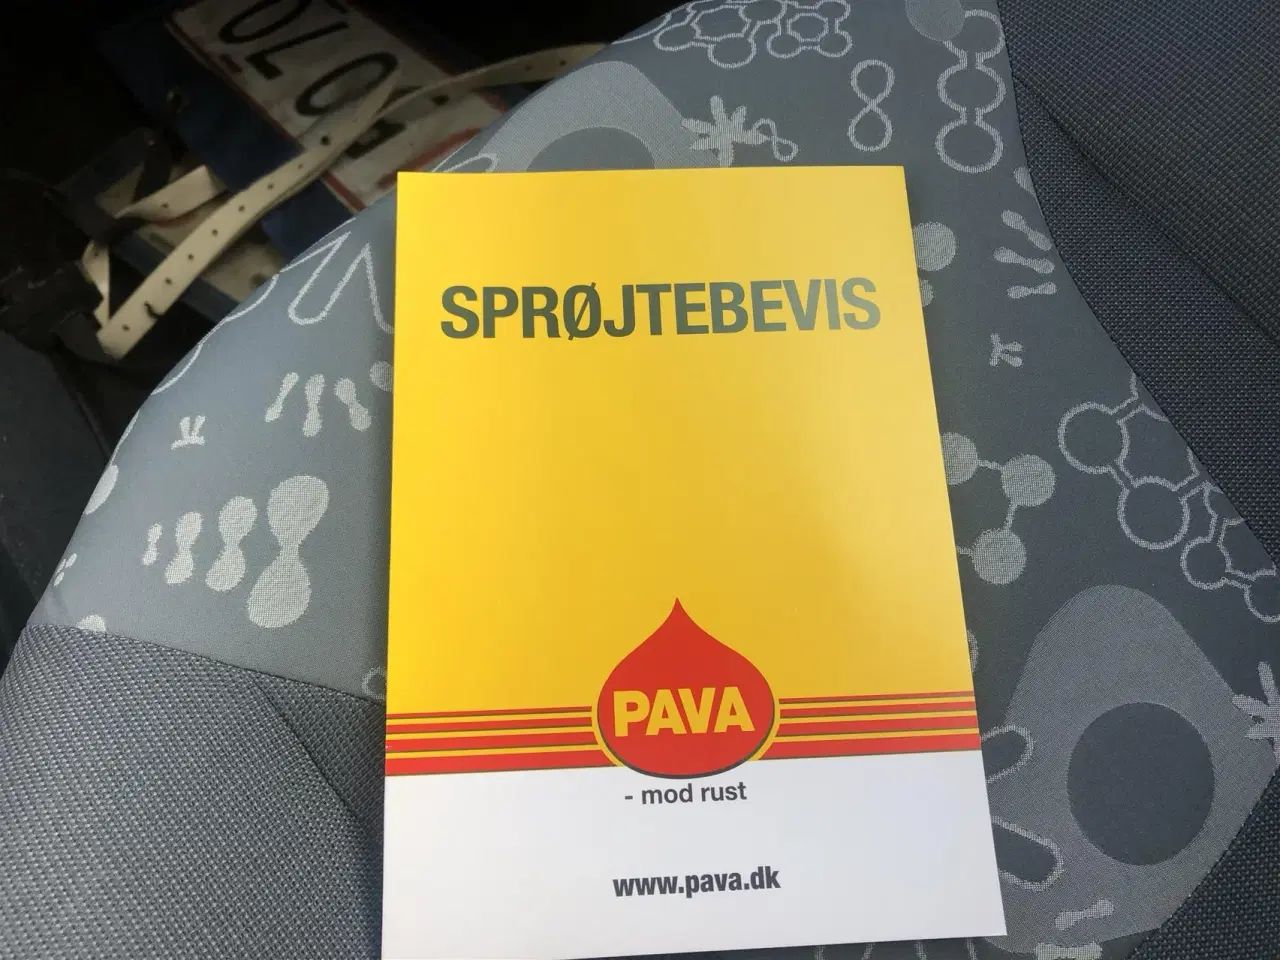 SPRØJTEBEVIS
PAVA
- mod rust
www.pava.dk